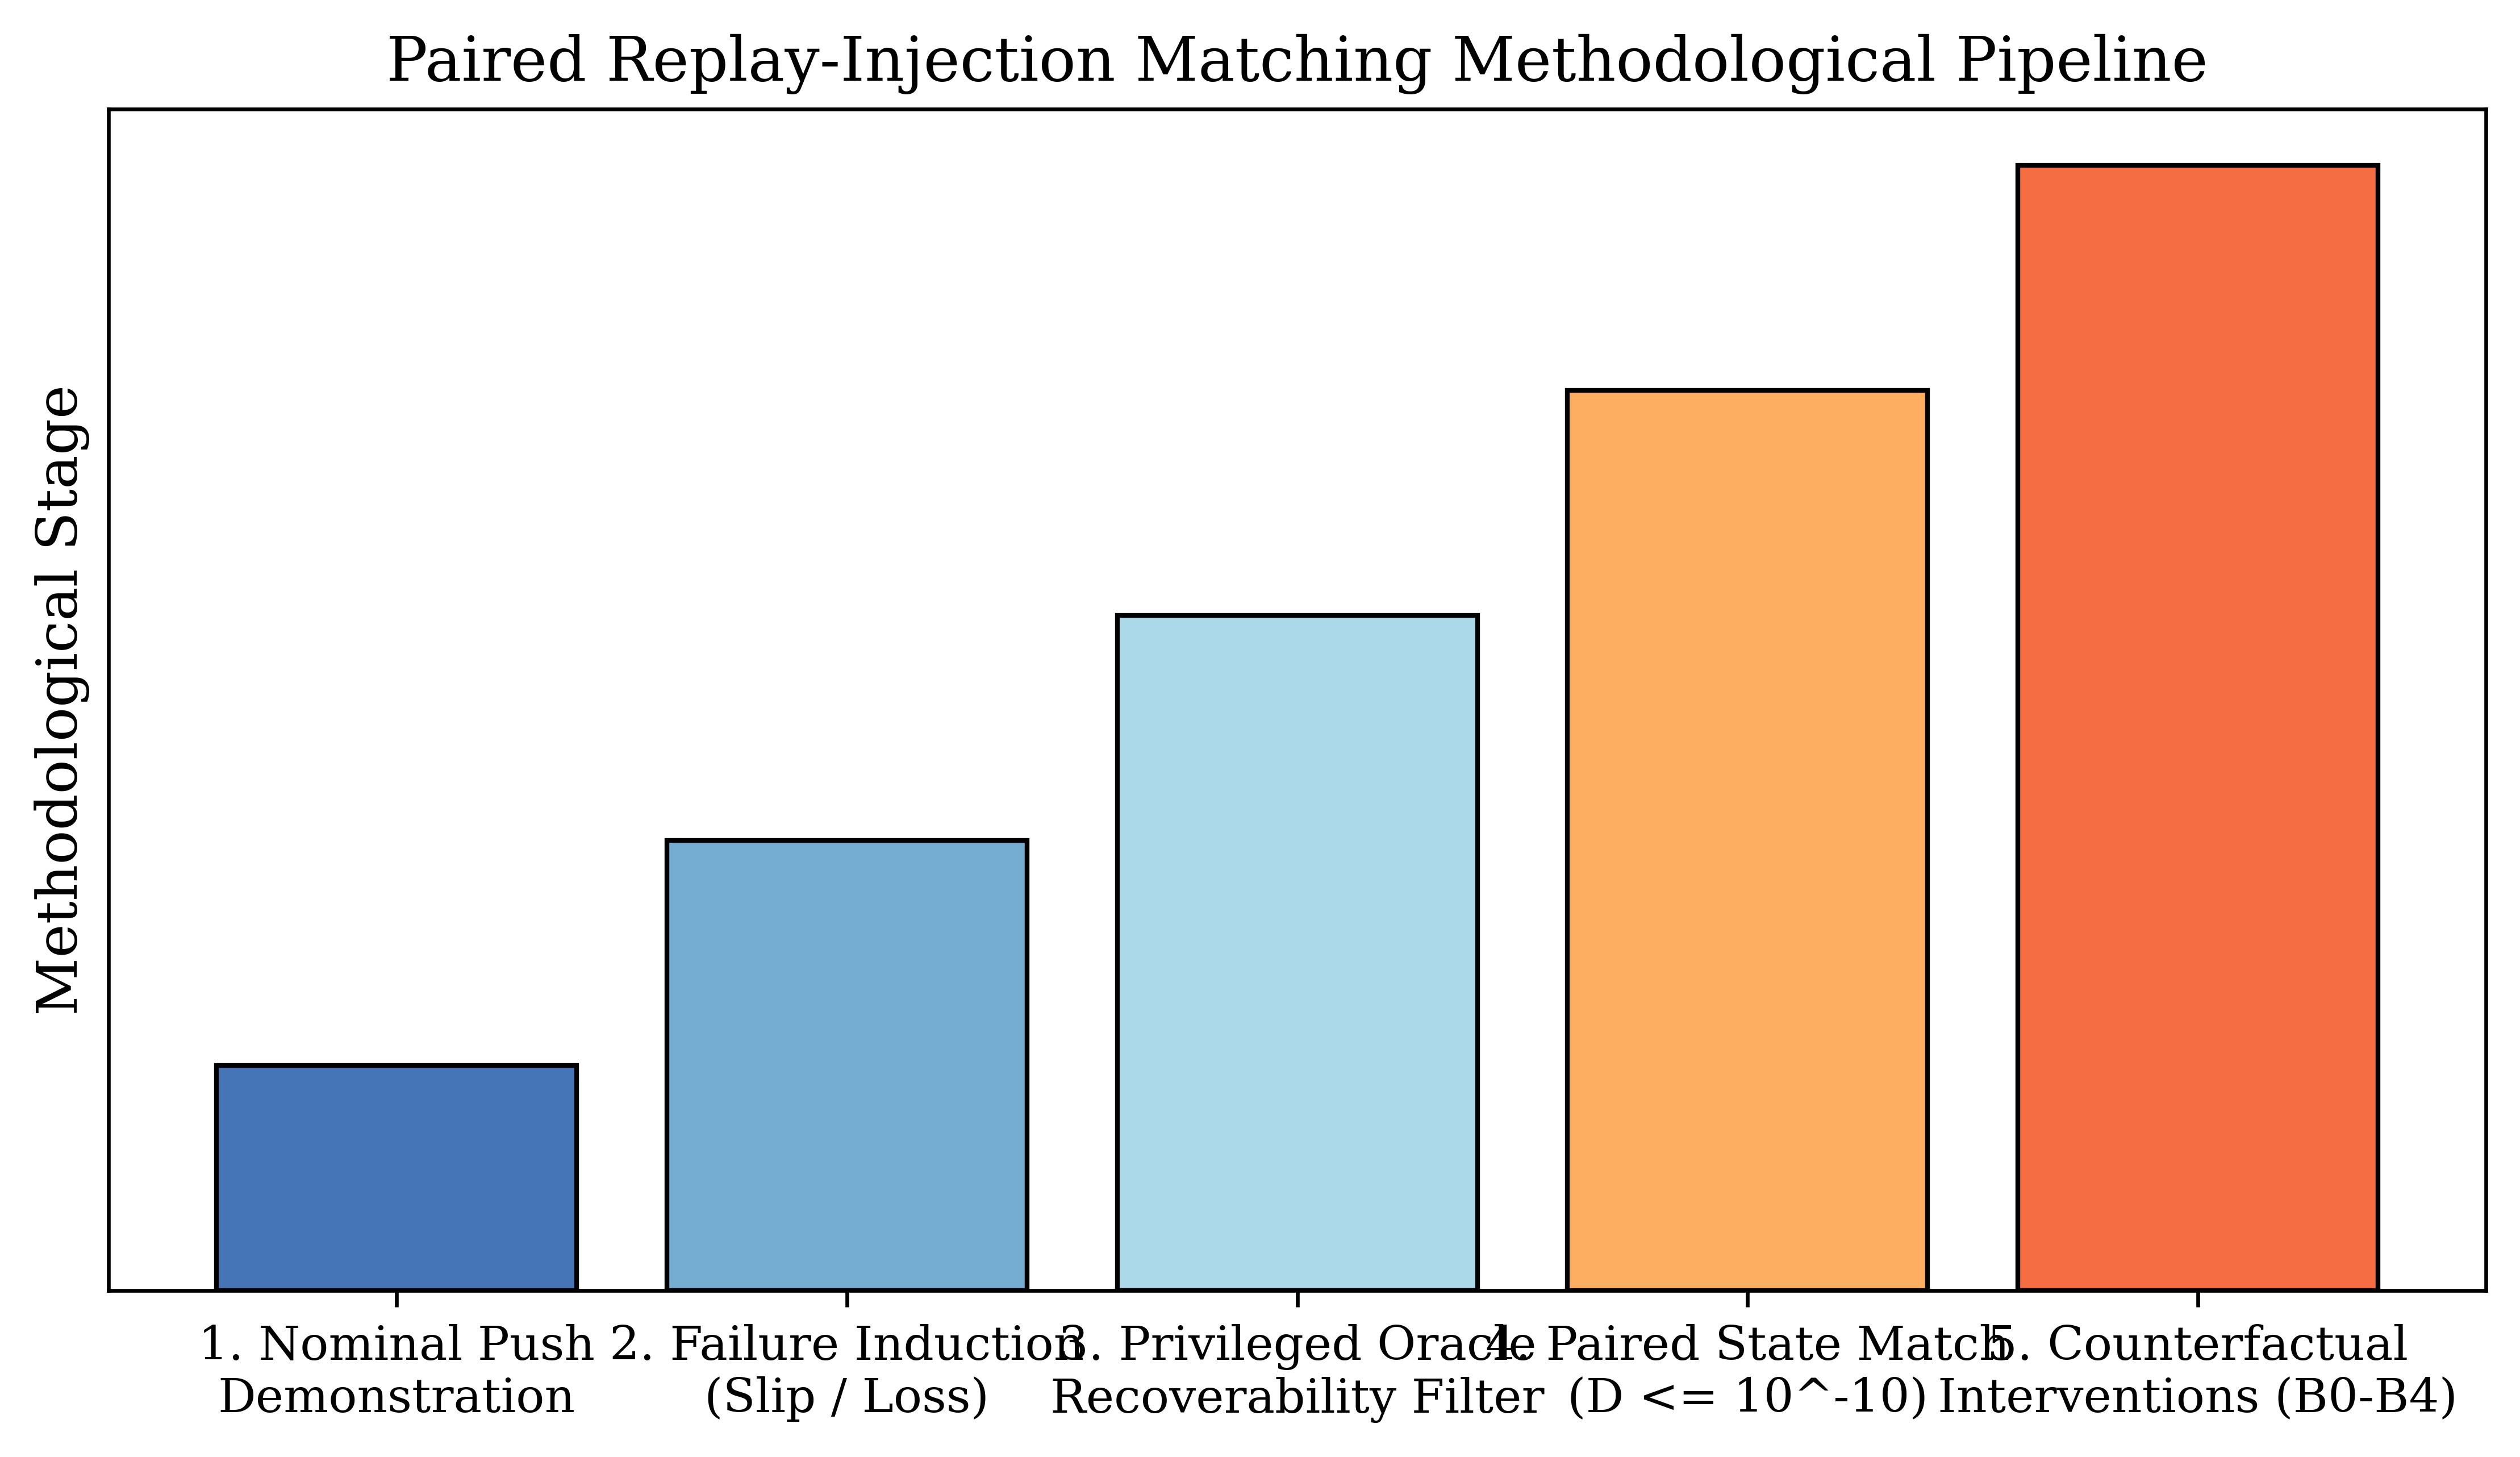 Paired Replay-Injection Matching Methodological Pipeline
Methodological Stage
1. Nominal Push
Demonstration
2. Failure Induction
(Slip / Loss)
3. Privileged Oracle
Recoverability Filter
4. Paired State Match
(D <= 10^-10)
5. Counterfactual
Interventions (B0-B4)